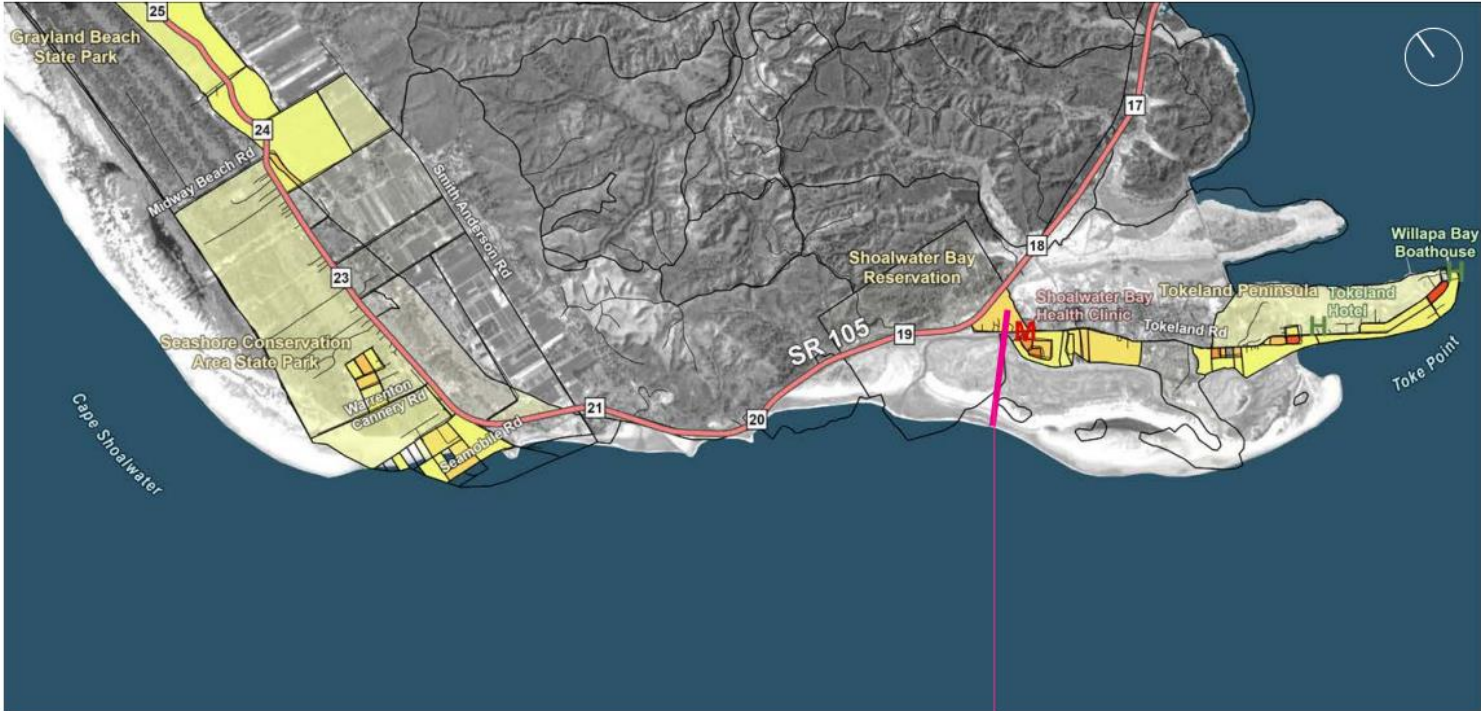 25
Grayland Beach
State Park
24
Midway Beach Rd
Smith Anderson Rd
23
Seashore Conservation
Area State Park
Warrenton
Cannery Rd
Cape Shoalwater
Seamobile Rd
21
20
SR 105
19
Shoalwater Bay
Reservation
18
17
M
Shoalwater Bay
Health Clinic
Tokeland Peninsula
Tokeland Rd
Tokeland
Hotel
H
Willapa Bay
Boathouse
H
Toke Point